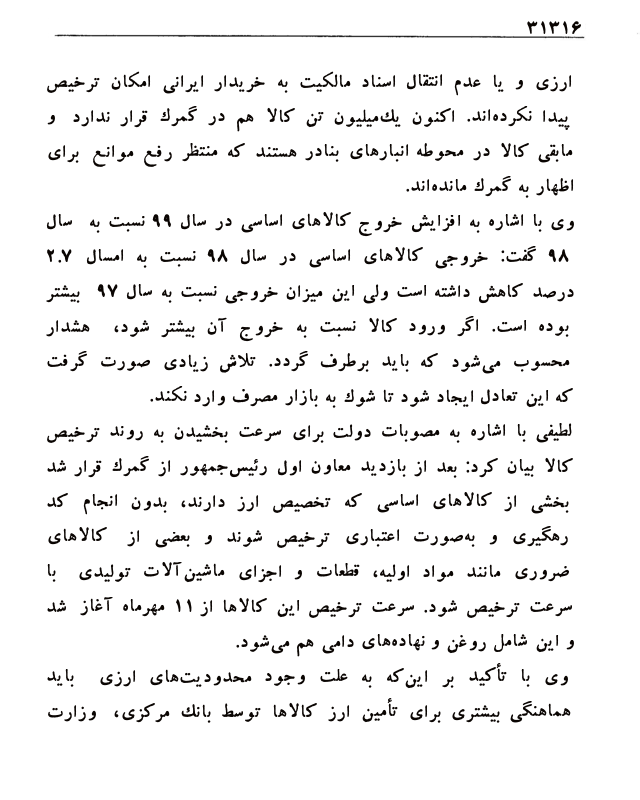 ۳۱۳۱۶
ارزی و یا عدم انتقال اسناد مالکیت به خریدار ایرانی امکان ترخیص
پیدا نکرده‌اند. اکنون یك‌میلیون تن کالا هم در گمرك قرار ندارد و
مابقی کالا در محوطه انبارهای بنادر هستند که منتظر رفع موانع برای
اظهار به گمرك مانده‌اند.
وی با اشاره به افزایش خروج کالاهای اساسی در سال ۹۹ نسبت به سال
۹۸ گفت: خروجی کالاهای اساسی در سال ۹۸ نسبت به امسال ۲.۷
درصد کاهش داشته است ولی این میزان خروجی نسبت به سال ۹۷ بیشتر
بوده است. اگر ورود کالا نسبت به خروج آن بیشتر شود، هشدار
محسوب می‌شود که باید برطرف گردد. تلاش زیادی صورت گرفت
که این تعادل ایجاد شود تا شوك به بازار مصرف وارد نکند.
لطیفی با اشاره به مصوبات دولت برای سرعت بخشیدن به روند ترخیص
کالا بیان کرد: بعد از بازدید معاون اول رئیس‌جمهور از گمرك قرار شد
بخشی از کالاهای اساسی که تخصیص ارز دارند، بدون انجام کد
رهگیری و به‌صورت اعتباری ترخیص شوند و بعضی از کالاهای
ضروری مانند مواد اولیه، قطعات و اجزای ماشین‌آلات تولیدی با
سرعت ترخیص شود. سرعت ترخیص این کالاها از ۱۱ مهرماه آغاز شد
و این شامل روغن و نهاده‌های دامی هم می‌شود.
وی با تأکید بر این‌که به علت وجود محدودیت‌های ارزی باید
هماهنگی بیشتری برای تأمین ارز کالاها توسط بانك مرکزی، وزارت